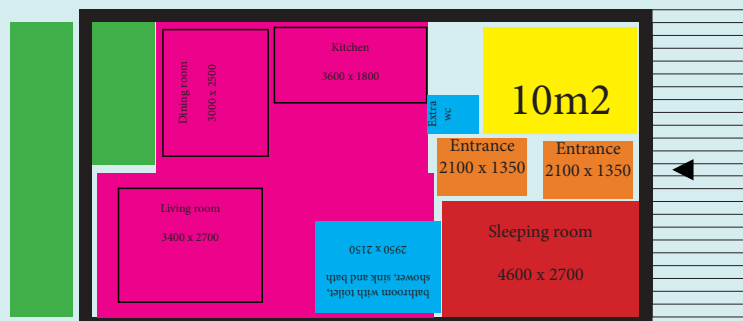 Kitchen
3600 x 1800
Dining room
3000 x 2500
Extra
wc
10m2
Entrance
2100 x 1350
Entrance
2100 x 1350
Living room
3400 x 2700
bathroom with toilet,
shower, sink and bath
2950 x 2150
Sleeping room
4600 x 2700